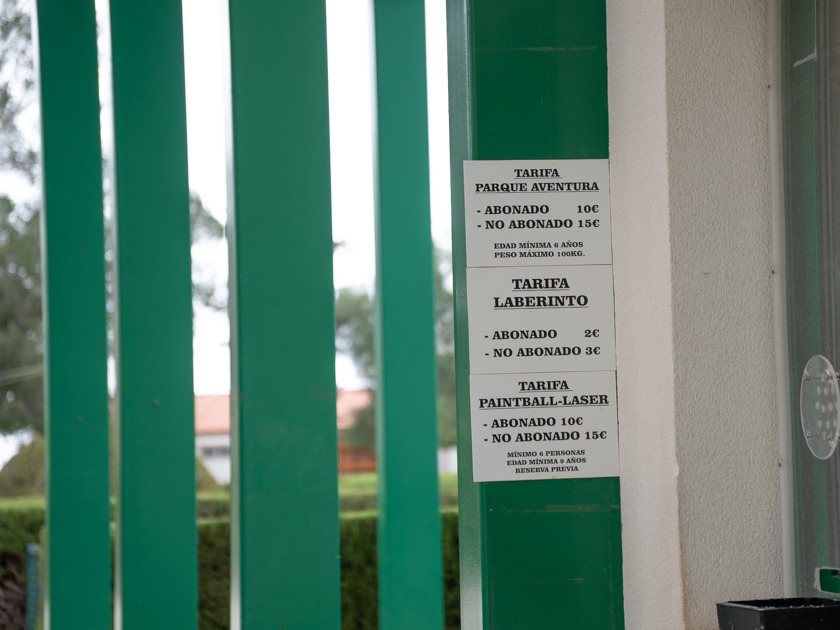 TARIFA
PARQUE AVENTURA
- ABONADO 10€
- NO ABONADO 15€
EDAD MÍNIMA 6 AÑOS
PESO MÁXIMO 100KG.
TARIFA
LABERINTO
- ABONADO 2€
- NO ABONADO 3€
TARIFA
PAINTBALL-LASER
- ABONADO 10€
- NO ABONADO 15€
MÍNIMO 6 PERSONAS
EDAD MÍNIMA 9 AÑOS
RESERVA PREVIA